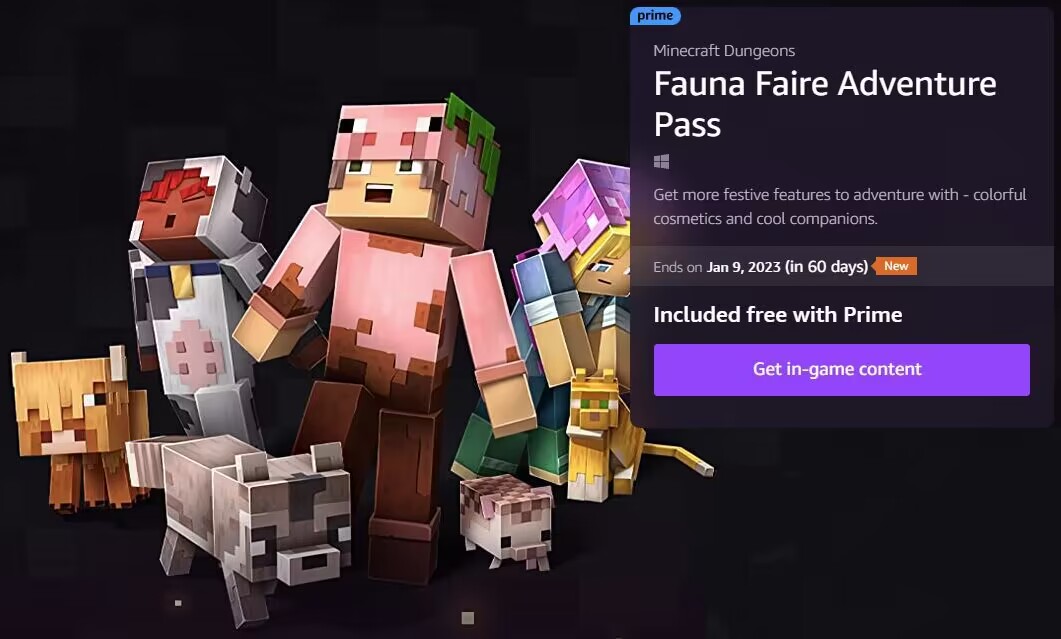 prime
Minecraft Dungeons
Fauna Faire Adventure
Pass
Get more festive features to adventure with - colorful
cosmetics and cool companions.
Ends on Jan 9, 2023 (in 60 days) New
Included free with Prime
Get in-game content